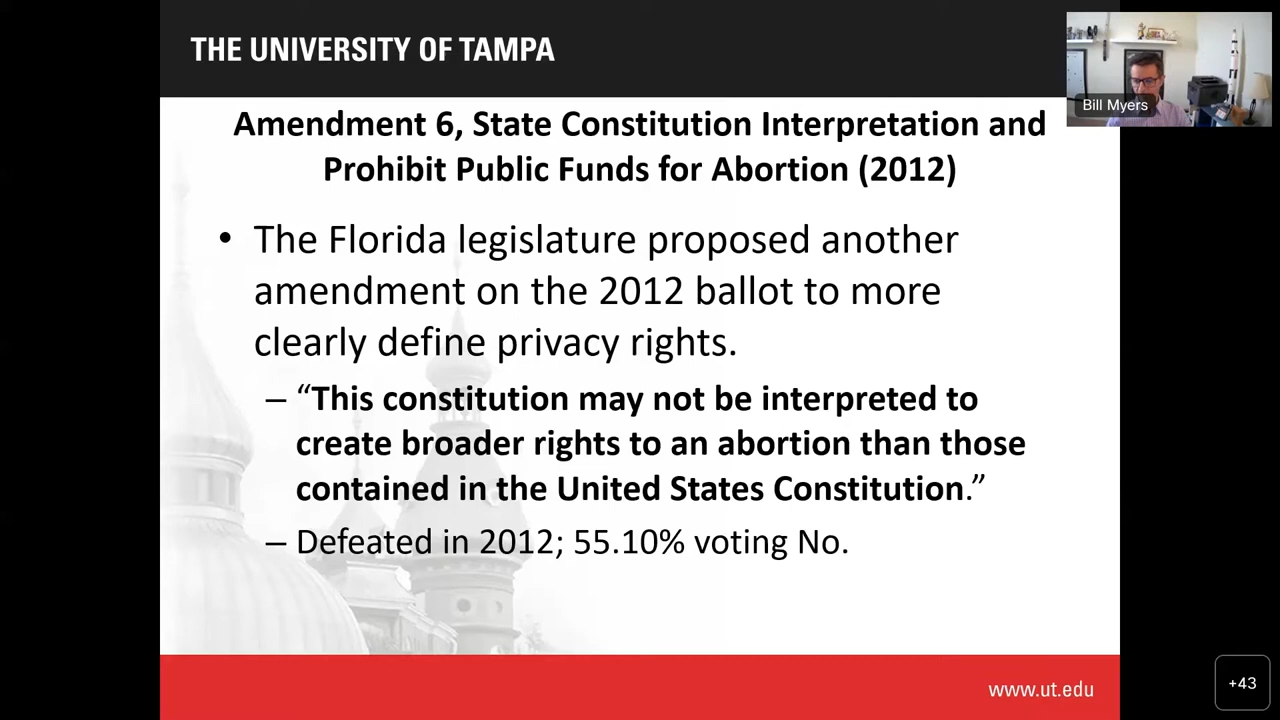 THE UNIVERSITY OF TAMPA
Bill Myers
Amendment 6, State Constitution Interpretation and
Prohibit Public Funds for Abortion (2012)
• The Florida legislature proposed another
amendment on the 2012 ballot to more
clearly define privacy rights.
– “This constitution may not be interpreted to
create broader rights to an abortion than those
contained in the United States Constitution.”
– Defeated in 2012; 55.10% voting No.
www.ut.edu
+43